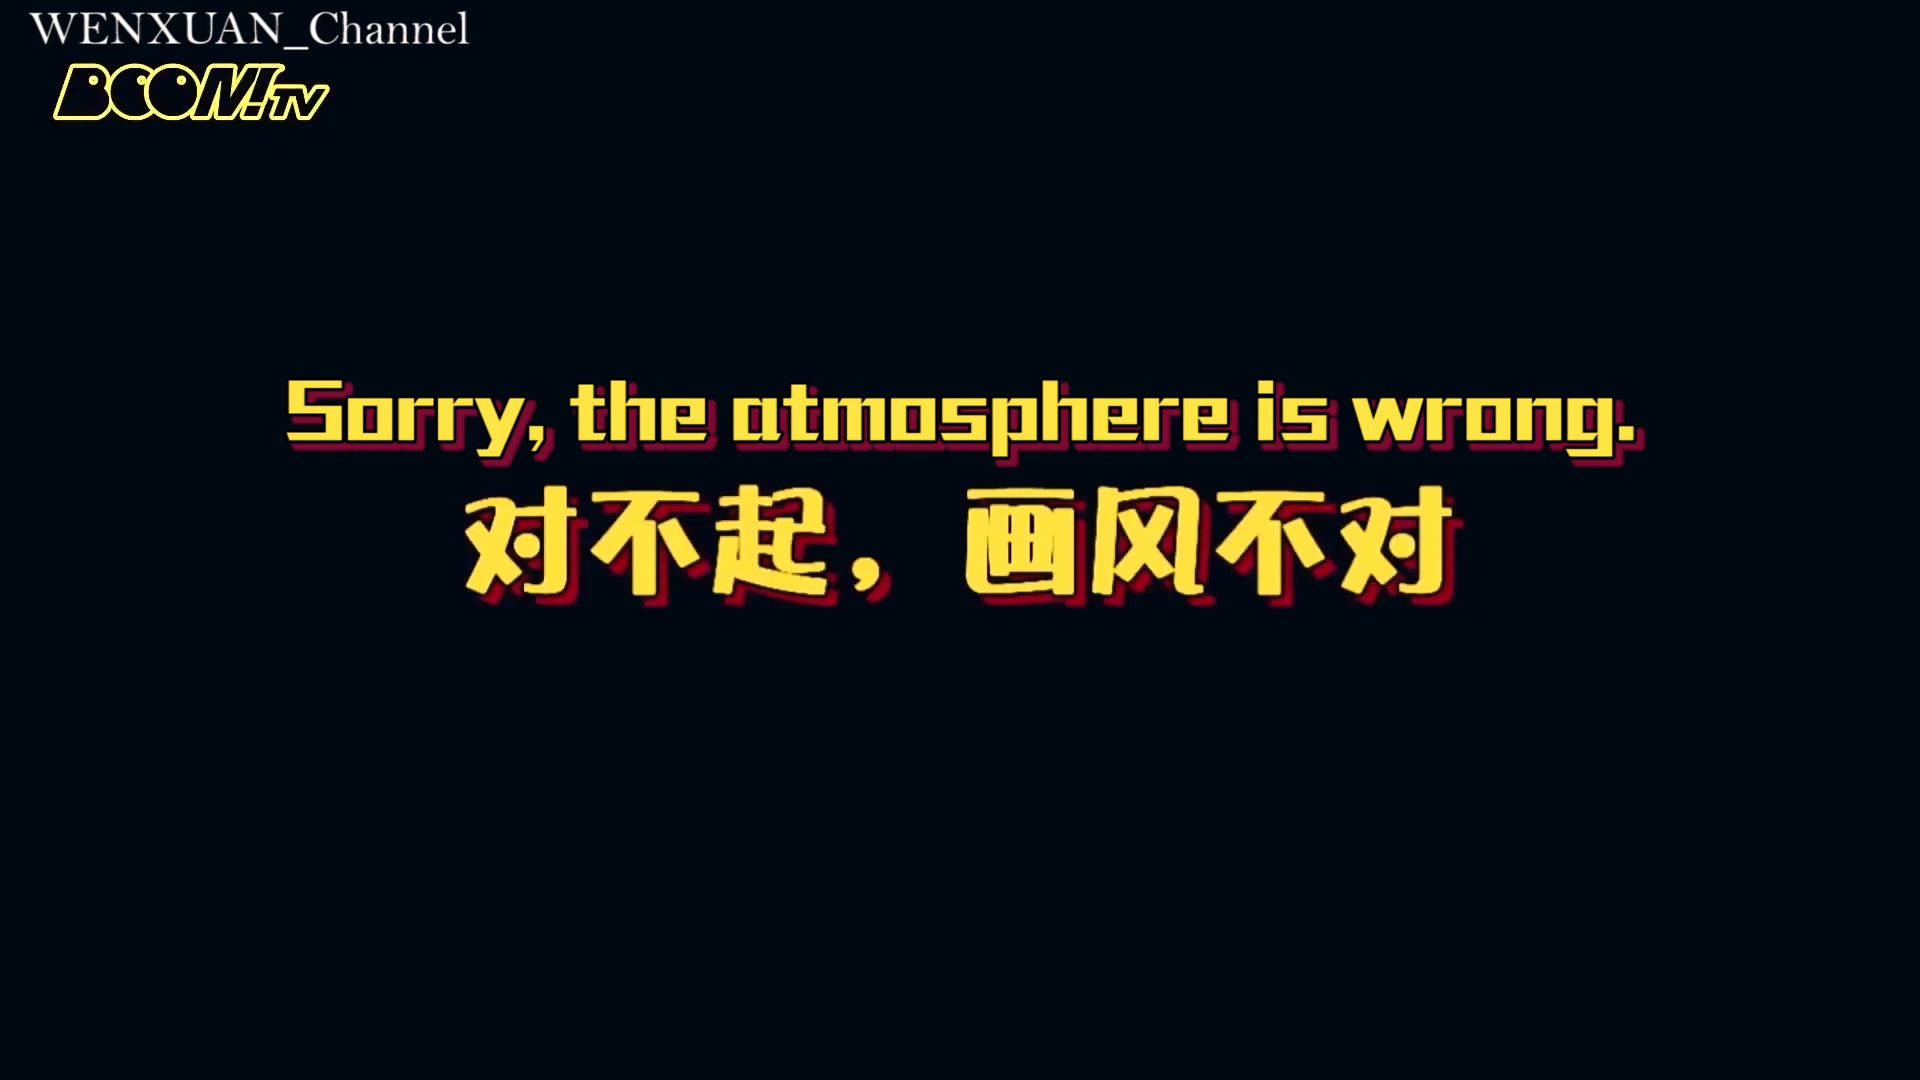 WENXUAN_Channel
BOOM!TV
Sorry, the atmosphere is wrong.
对不起，画风不对